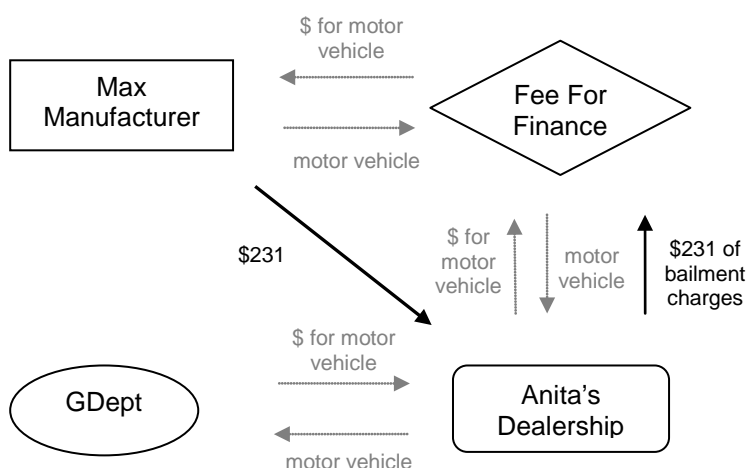 $ for motor
vehicle
Max
Manufacturer
Fee For
Finance
motor vehicle
$231
$ for
motor
vehicle
motor
vehicle
$231 of
bailment
charges
$ for motor
vehicle
GDept
Anita's
Dealership
motor vehicle